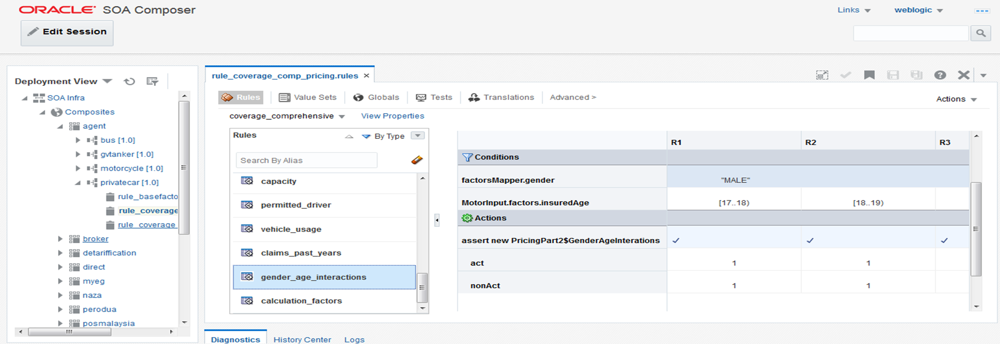 ORACLE SOA Composer
Links
weblogic
Edit Session
Deployment View
SOA Infra
Composites
agent
bus [1.0]
gvtanker [1.0]
motorcycle [1.0]
privatecar [1.0]
rule_basefacto
rule_coverage
rule_coverage_
broker
detariffication
direct
myeg
naza
perodua
posmalaysia
rule_coverage_comp_pricing.rules
Rules
Value Sets
Globals
Tests
Translations
Advanced >
Actions
coverage_comprehensive
View Properties
Rules
By Type
Search By Alias
capacity
permitted_driver
vehicle_usage
claims_past_years
gender_age_interactions
calculation_factors
R1 R2 R3
Conditions
factorsMapper.gender "MALE"
MotorInput.factors.insuredAge [17..18) [18..19)
Actions
assert new PricingPart2$GenderAgeInterations
act 1 1
nonAct 1 1
Diagnostics
History Center
Logs